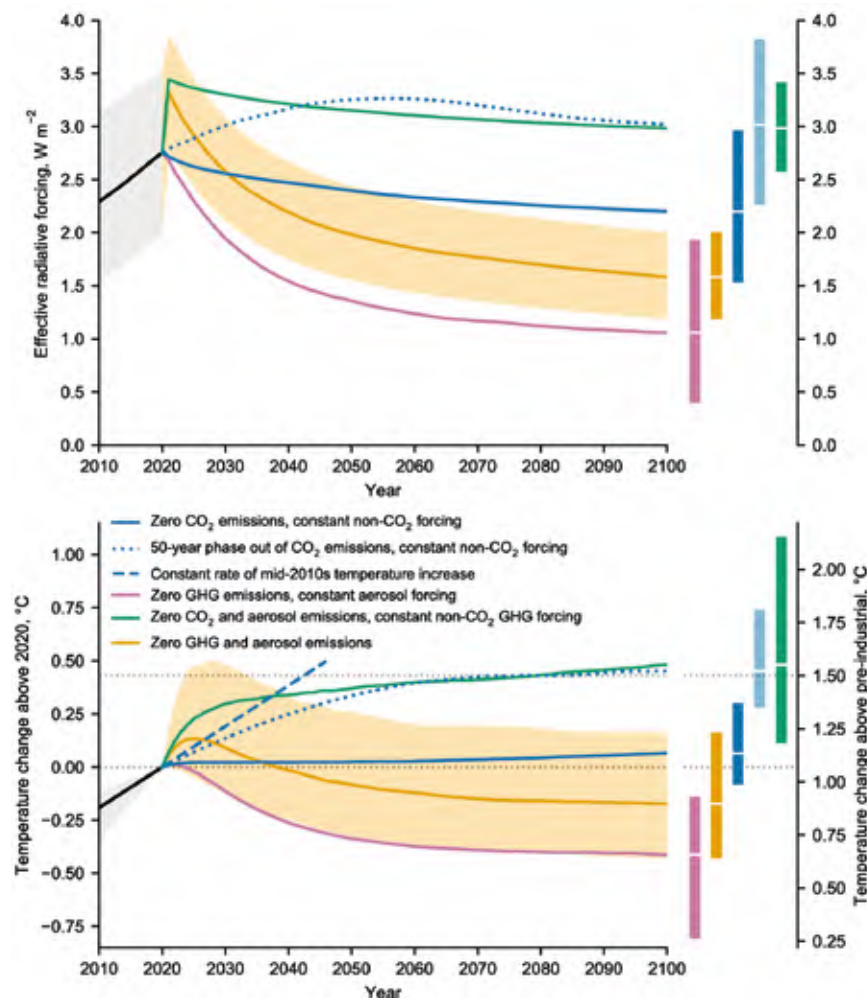 Effective radiative forcing, W m⁻²
4.0
3.5
3.0
2.5
2.0
1.5
1.0
0.5
0.0
4.0
3.5
3.0
2.5
2.0
1.5
1.0
0.5
0.0
2010 2020 2030 2040 2050 2060 2070 2080 2090 2100
Year
Zero CO₂ emissions, constant non-CO₂ forcing
50-year phase out of CO₂ emissions, constant non-CO₂ forcing
Constant rate of mid-2010s temperature increase
Zero GHG emissions, constant aerosol forcing
Zero CO₂ and aerosol emissions, constant non-CO₂ GHG forcing
Zero GHG and aerosol emissions
Temperature change above 2020, °C
1.00
0.75
0.50
0.25
0.00
−0.25
−0.50
−0.75
2.00
1.75
1.50
1.25
1.00
0.75
0.50
0.25
Temperature change above pre-industrial, °C
2010 2020 2030 2040 2050 2060 2070 2080 2090 2100
Year